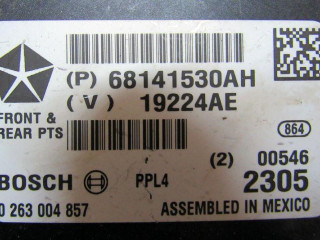 (P) 68141530AH
(V) 19224AE
FRONT &
REAR PTS
864
(2) 00546
BOSCH PPL4 2305
0 263 004 857 ASSEMBLED IN MEXICO